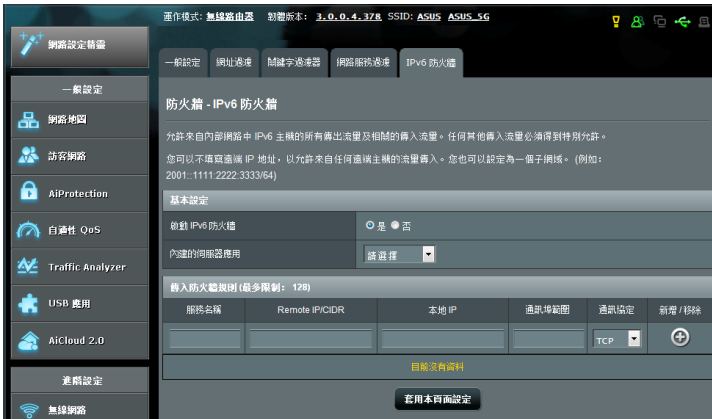 運作模式: 無線路由器 韌體版本: 3.0.0.4.378 SSID: ASUS ASUS_5G
網路設定精靈
一般設定
網路地圖
訪客網路
AiProtection
自適性 QoS
Traffic Analyzer
USB 應用
AiCloud 2.0
進階設定
無線網路
一般設定 網址過濾 關鍵字過濾器 網路服務過濾 IPv6 防火牆
防火牆 - IPv6 防火牆
允許來自內部網路中 IPv6 主機的所有傳出流量及相關的傳入流量。任何其他傳入流量必須得到特別允許。
您可以不填寫遠端 IP 地址，以允許來自任何遠端主機的流量傳入。您也可以設定為一個子網域。 (例如:
2001::1111:2222:3333/64)
基本設定
啟動 IPv6 防火牆 是 否
內建的伺服器應用 請選擇
傳入防火牆規則 (最多限制: 128)
服務名稱 Remote IP/CIDR 本地 IP 通訊埠範圍 通訊協定 新增 / 移除
TCP
目前沒有資料
套用本頁面設定